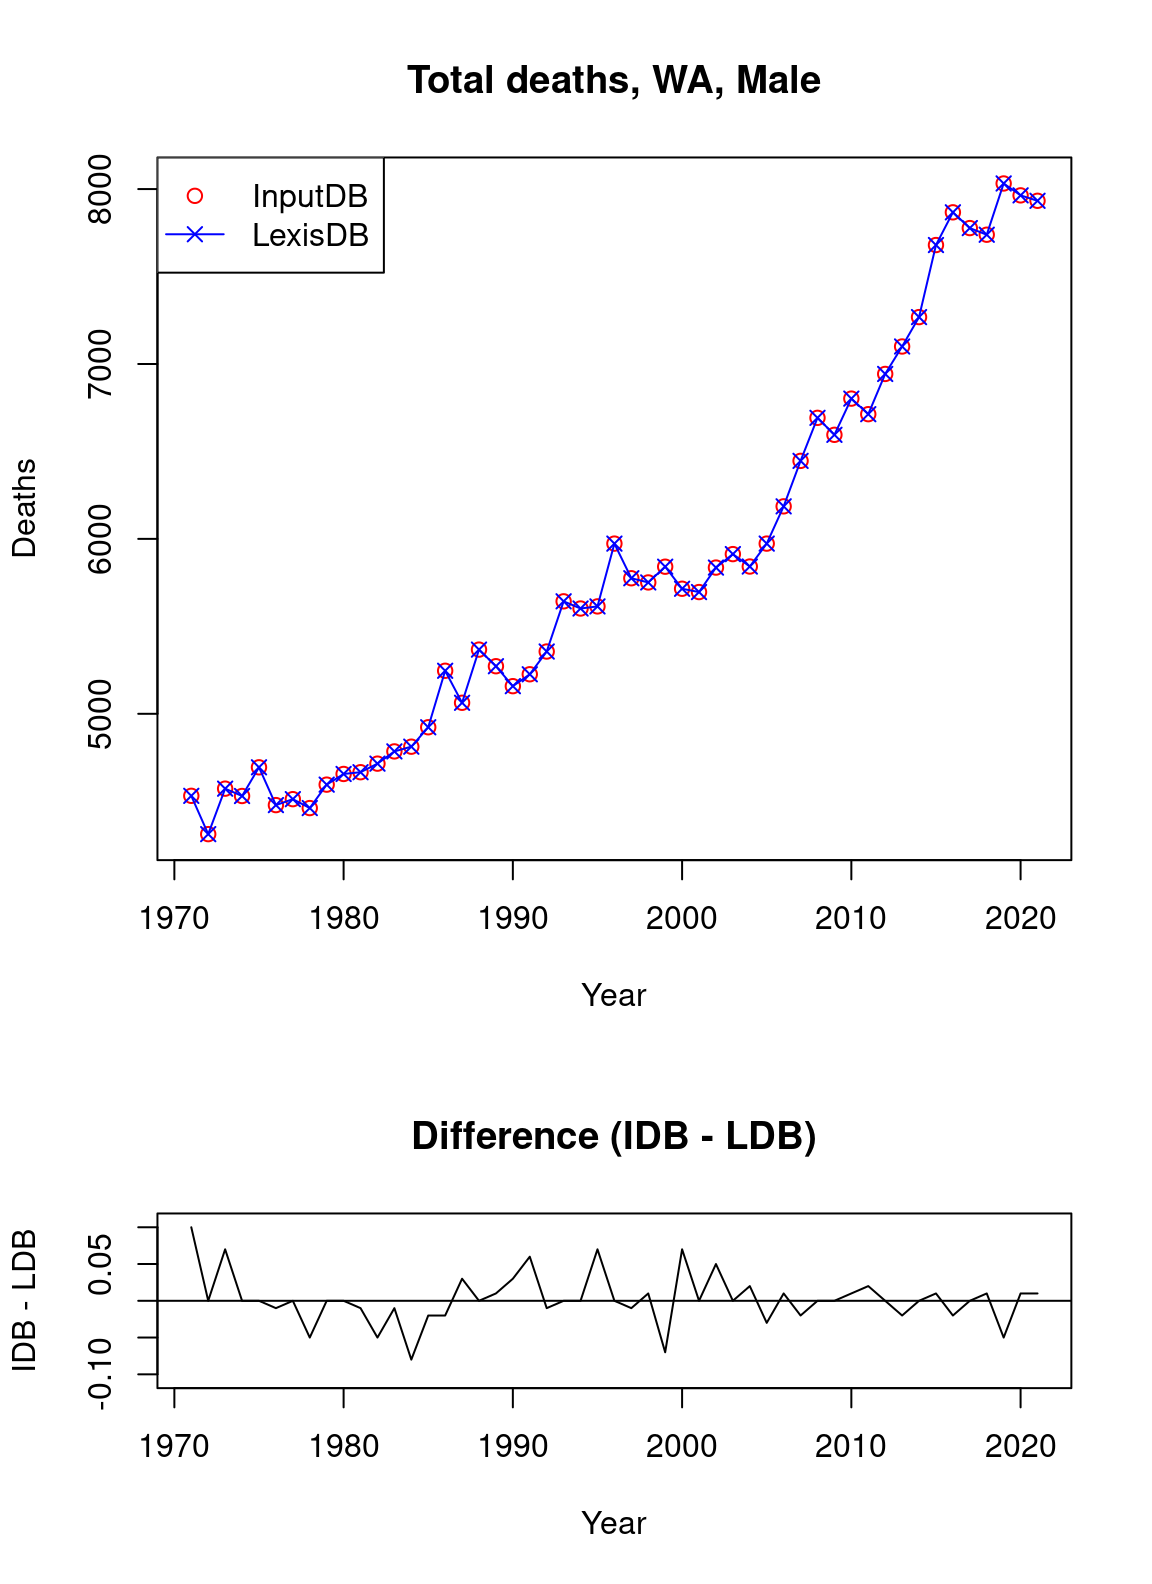 Total deaths, WA, Male
InputDB
LexisDB
Deaths
8000
7000
6000
5000
1970 1980 1990 2000 2010 2020
Year
Difference (IDB - LDB)
IDB - LDB
0.05
-0.10
1970 1980 1990 2000 2010 2020
Year